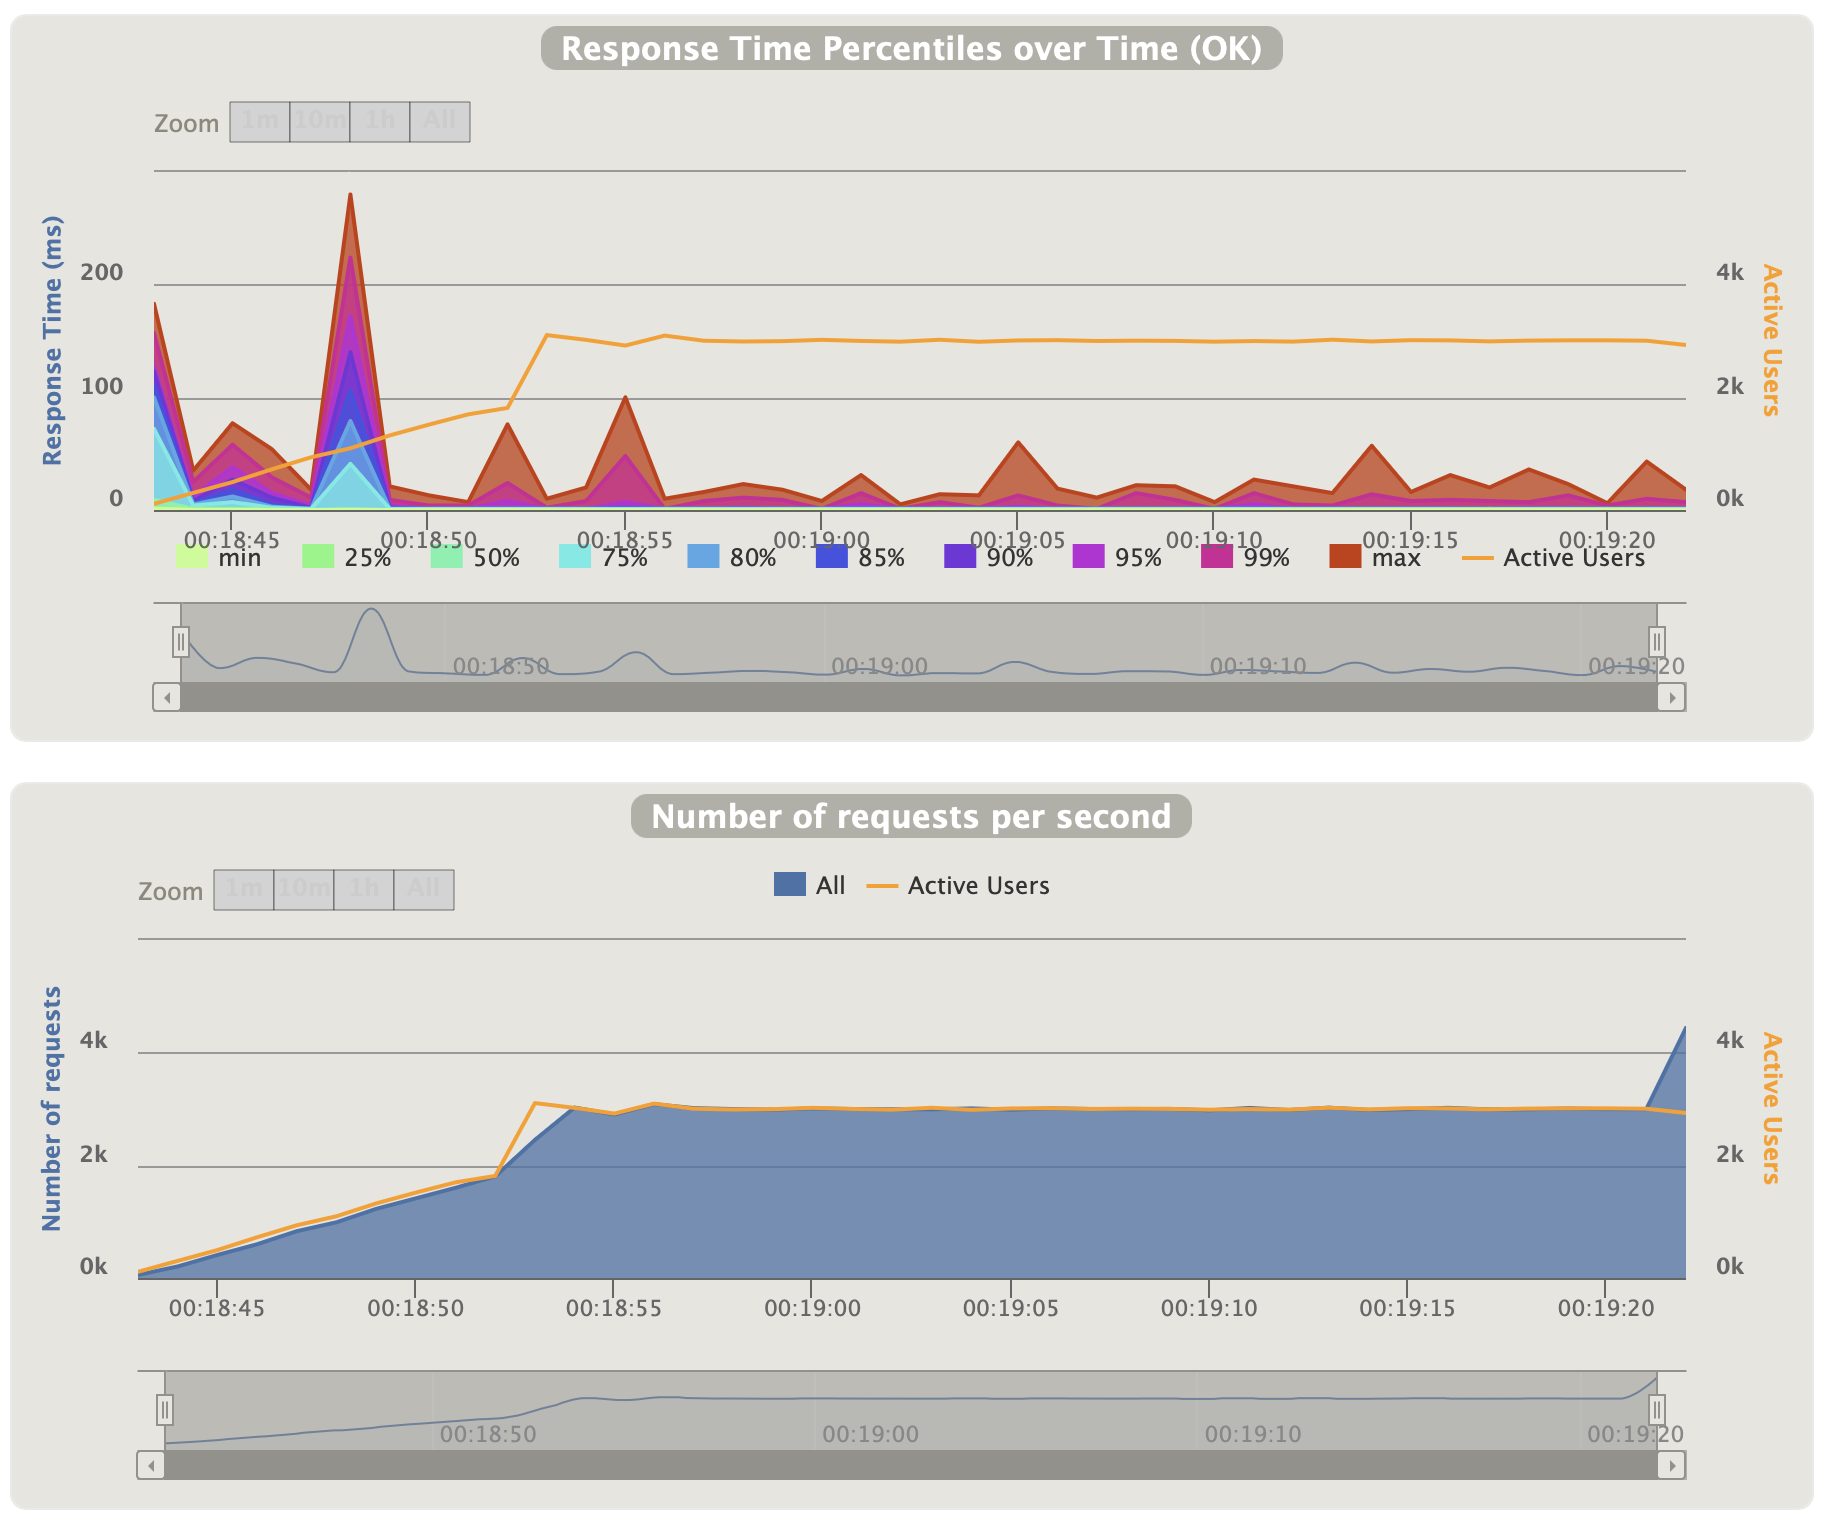 Response Time Percentiles over Time (OK)
Zoom 1m 10m 1h All
Response Time (ms)
Active Users
200 4k
100 2k
0 0k
00:18:45 00:18:50 00:18:55 00:19:00 00:19:05 00:19:10 00:19:15 00:19:20
min 25% 50% 75% 80% 85% 90% 95% 99% max Active Users
00:18:50 00:19:00 00:19:10 00:19:20
Number of requests per second
Zoom 1m 10m 1h All
All Active Users
Number of requests
Active Users
4k 4k
2k 2k
0k 0k
00:18:45 00:18:50 00:18:55 00:19:00 00:19:05 00:19:10 00:19:15 00:19:20
00:18:50 00:19:00 00:19:10 00:19:20